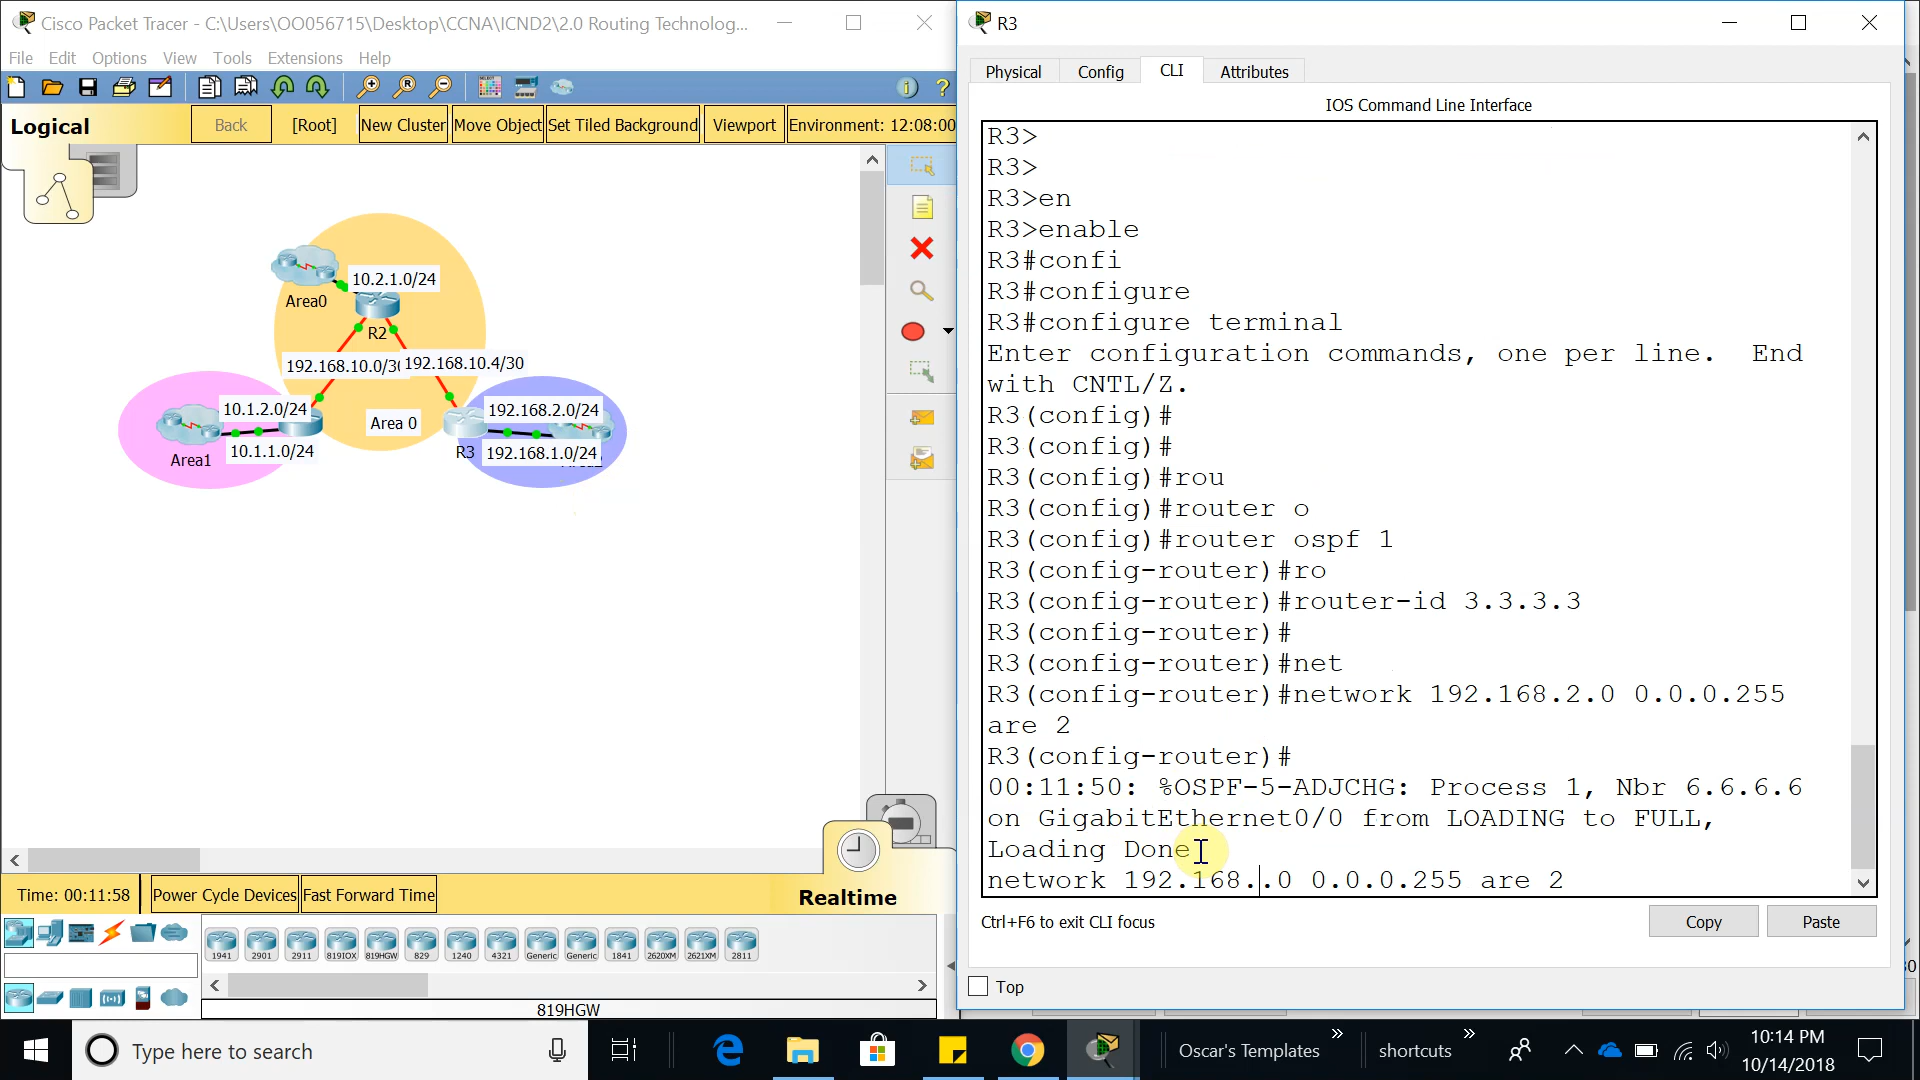 Cisco Packet Tracer - C:\Users\OO056715\Desktop\CCNA\ICND2\2.0 Routing Technolog...
File Edit Options View Tools Extensions Help
Logical
Back
[Root]
New Cluster
Move Object
Set Tiled Background
Viewport
Environment: 12:08:00
10.2.1.0/24
Area0
R2
192.168.10.0/30
192.168.10.4/30
10.1.2.0/24
192.168.2.0/24
Area 0
10.1.1.0/24
R3
192.168.1.0/24
Area1
Time: 00:11:58
Power Cycle Devices
Fast Forward Time
Realtime
1941 2901 2911 819IOX 819HGW 829 1240 4321 Generic Generic 1841 2620XM 2621XM 2811
819HGW
R3
Physical
Config
CLI
Attributes
IOS Command Line Interface
R3>
R3>
R3>en
R3>enable
R3#confi
R3#configure
R3#configure terminal
Enter configuration commands, one per line.  End
with CNTL/Z.
R3(config)#
R3(config)#
R3(config)#rou
R3(config)#router o
R3(config)#router ospf 1
R3(config-router)#ro
R3(config-router)#router-id 3.3.3.3
R3(config-router)#
R3(config-router)#net
R3(config-router)#network 192.168.2.0 0.0.0.255
are 2
R3(config-router)#
00:11:50: %OSPF-5-ADJCHG: Process 1, Nbr 6.6.6.6
on GigabitEthernet0/0 from LOADING to FULL,
Loading Done
network 192.168..0 0.0.0.255 are 2
Ctrl+F6 to exit CLI focus
Copy
Paste
Top
Type here to search
Oscar's Templates
shortcuts
10:14 PM
10/14/2018